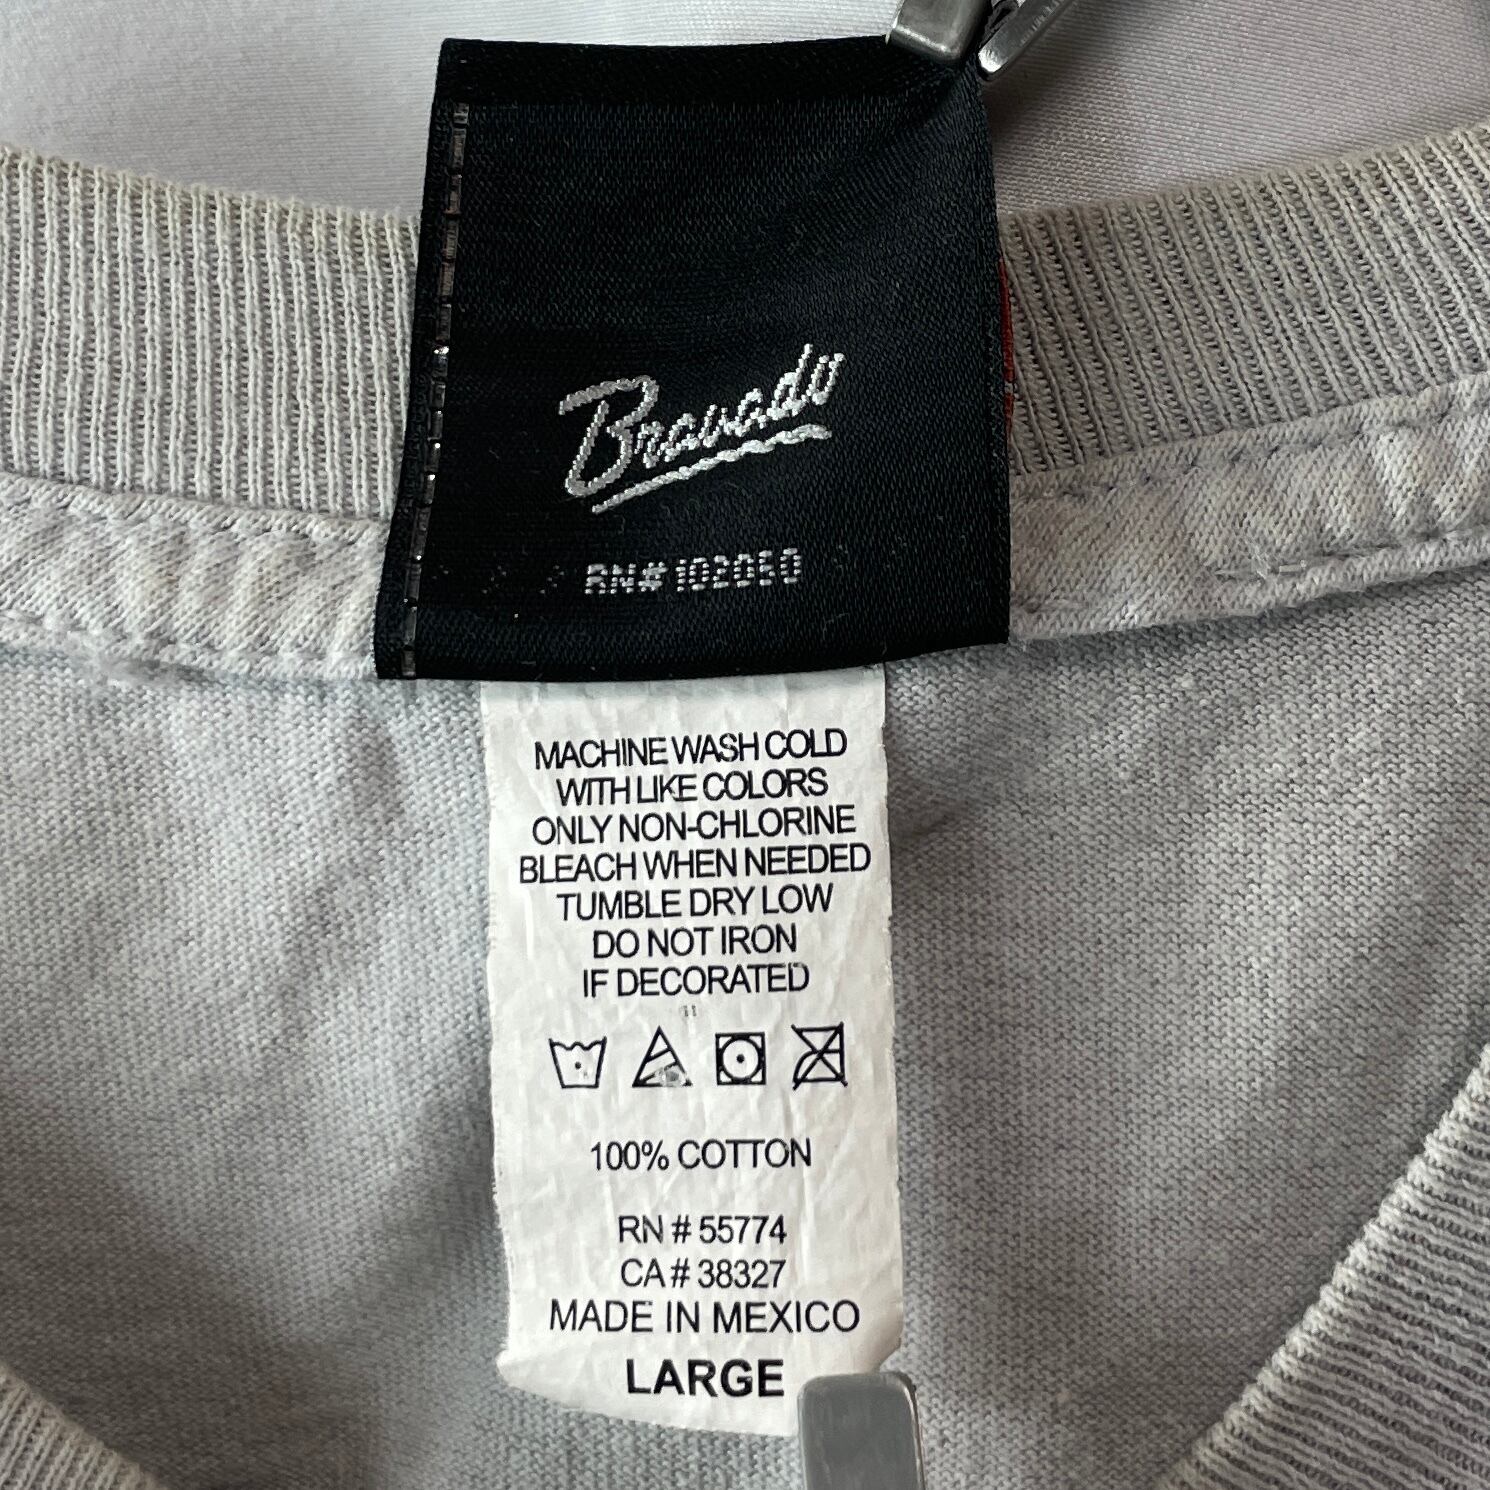 Bravado
RN# 102050
MACHINE WASH COLD
WITH LIKE COLORS
ONLY NON-CHLORINE
BLEACH WHEN NEEDED
TUMBLE DRY LOW
DO NOT IRON
IF DECORATED
100% COTTON
RN # 55774
CA # 38327
MADE IN MEXICO
LARGE